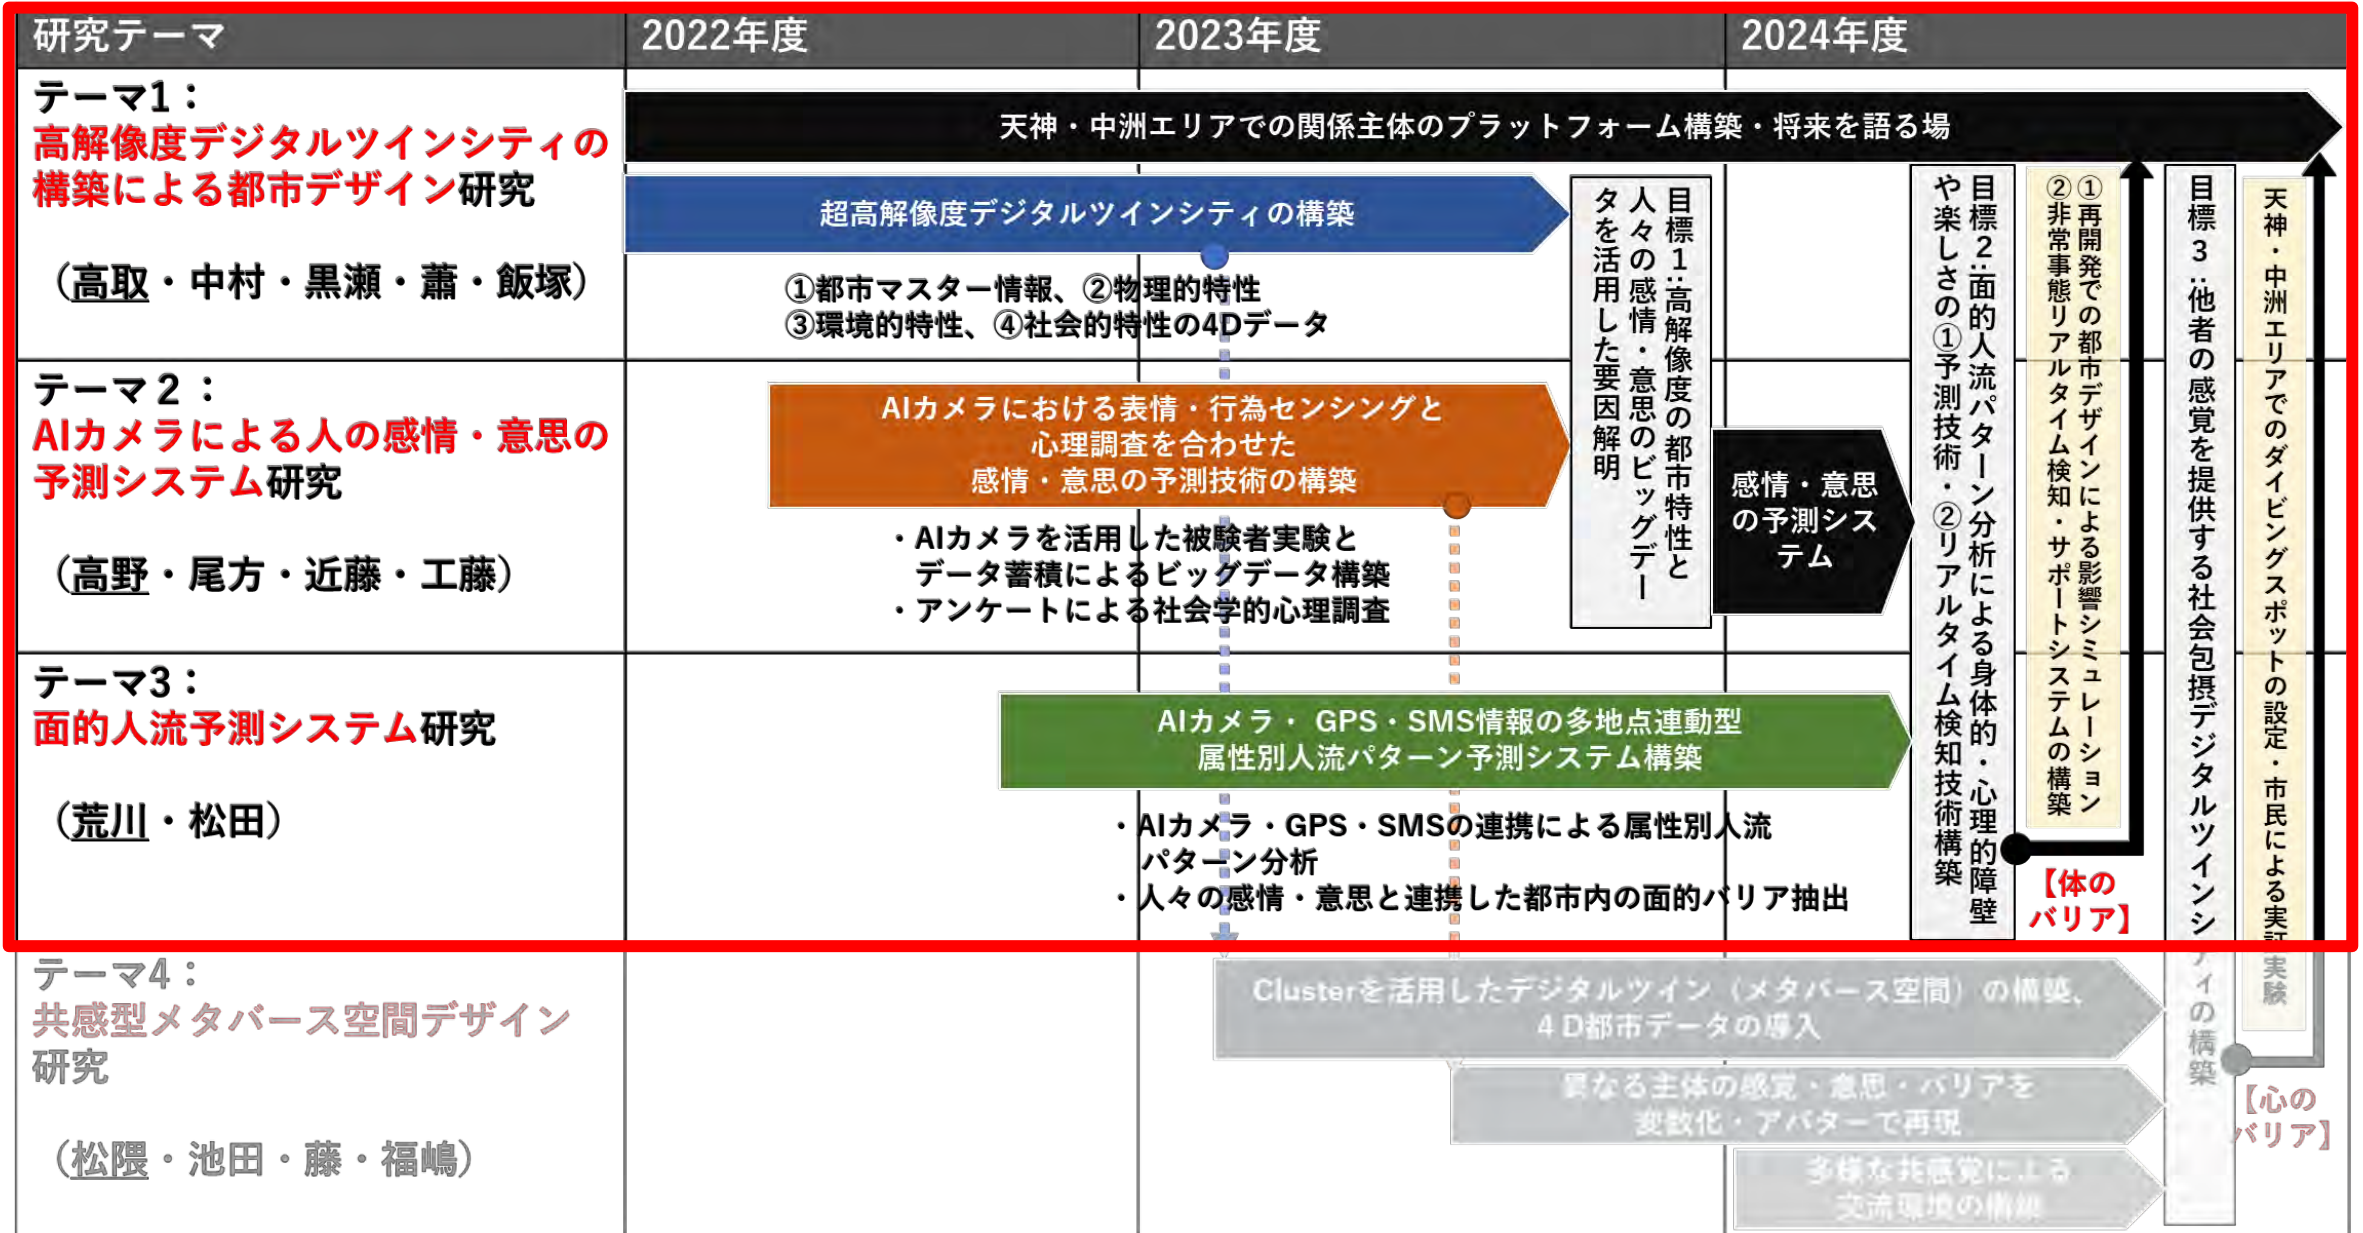 研究テーマ
2022年度
2023年度
2024年度
テーマ1：
高解像度デジタルツインシティの
構築による都市デザイン研究
（高取・中村・黒瀬・蕭・飯塚）
天神・中洲エリアでの関係主体のプラットフォーム構築・将来を語る場
超高解像度デジタルツインシティの構築
①都市マスター情報、②物理的特性
③環境的特性、④社会的特性の4Dデータ
テーマ２：
AIカメラによる人の感情・意思の
予測システム研究
（高野・尾方・近藤・工藤）
AIカメラにおける表情・行為センシングと
心理調査を合わせた
感情・意思の予測技術の構築
・AIカメラを活用した被験者実験と
データ蓄積によるビッグデータ構築
・アンケートによる社会学的心理調査
目標１：高解像度の都市特性と
人々の感情・意思のビッグデー
タを活用した要因解明
感情・意思
の予測シス
テム
テーマ3：
面的人流予測システム研究
（荒川・松田）
AIカメラ・ GPS・SMS情報の多地点連動型
属性別人流パターン予測システム構築
・AIカメラ・GPS・SMSの連携による属性別人流
パターン分析
・人々の感情・意思と連携した都市内の面的バリア抽出
目標２：面的人流パターン分析による身体的・心理的障壁
や楽しさの①予測技術・②リアルタイム検知技術構築
①再開発での都市デザインによる影響シミュレーション
②非常事態リアルタイム検知・サポートシステムの構築
【体の
バリア】
目標３：他者の感覚を提供する社会包摂デジタルツインシティの構築
天神・中洲エリアでのダイビングスポットの設定・市民による実証実験
【心の
バリア】
テーマ4：
共感型メタバース空間デザイン
研究
（松隈・池田・藤・福嶋）
Clusterを活用したデジタルツイン（メタバース空間）の構築、
４D都市データの導入
異なる主体の感覚・意思・バリアを
変数化・アバターで再現
多様な共感覚による
交流環境の構築